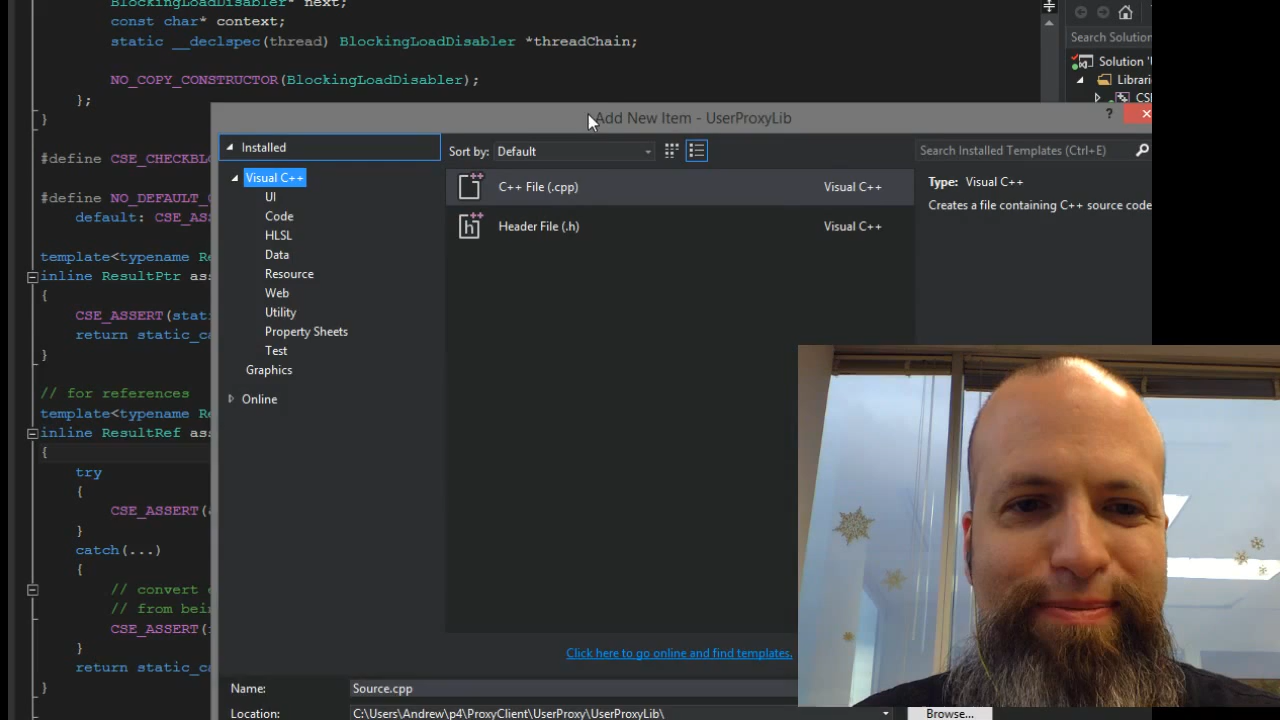 BlockingLoadDisabler* next;
const char* context;
static __declspec(thread) BlockingLoadDisabler *threadChain;
NO_COPY_CONSTRUCTOR(BlockingLoadDisabler);
};
}
#define CSE_CHECKBL
#define NO_DEFAULT_
default: CSE_AS
template<typename Re
inline ResultPtr as
{
CSE_ASSERT(stat
return static_ca
}
// for references
template<typename Re
inline ResultRef as
{
try
{
CSE_ASSERT(
}
catch(...)
{
// convert
// from bein
CSE_ASSERT(
}
return static_ca
}
Search Solution
Solution '
Librari
CS
Add New Item - UserProxyLib
?
Installed
Visual C++
UI
Code
HLSL
Data
Resource
Web
Utility
Property Sheets
Test
Graphics
Online
Sort by: Default
C++ File (.cpp) Visual C++
Header File (.h) Visual C++
Search Installed Templates (Ctrl+E)
Type: Visual C++
Creates a file containing C++ source code
Click here to go online and find templates.
Name: Source.cpp
Location: C:\Users\Andrew\p4\ProxyClient\UserProxy\UserProxyLib\
Browse...